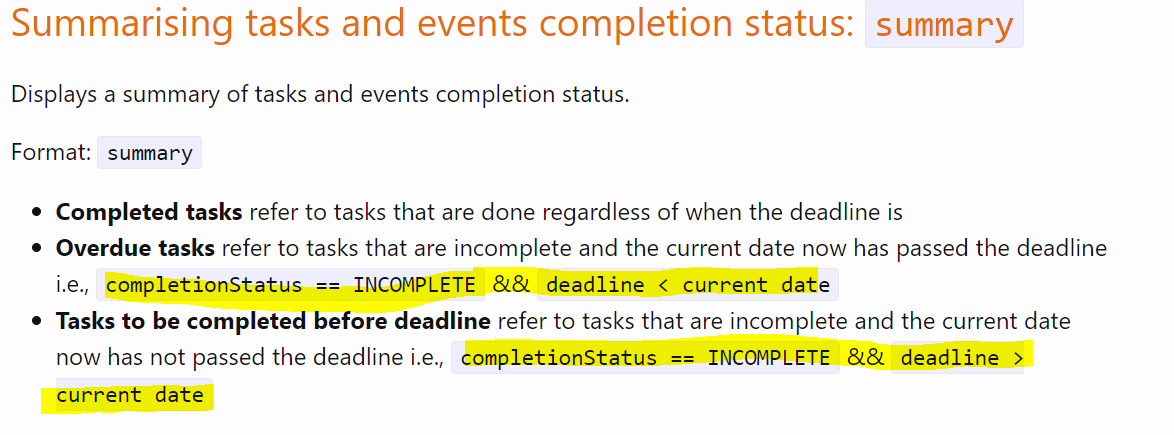 Summarising tasks and events completion status: summary
Displays a summary of tasks and events completion status.
Format: summary
• Completed tasks refer to tasks that are done regardless of when the deadline is
• Overdue tasks refer to tasks that are incomplete and the current date now has passed the deadline
i.e., completionStatus == INCOMPLETE && deadline < current date
• Tasks to be completed before deadline refer to tasks that are incomplete and the current date
now has not passed the deadline i.e., completionStatus == INCOMPLETE && deadline >
current date